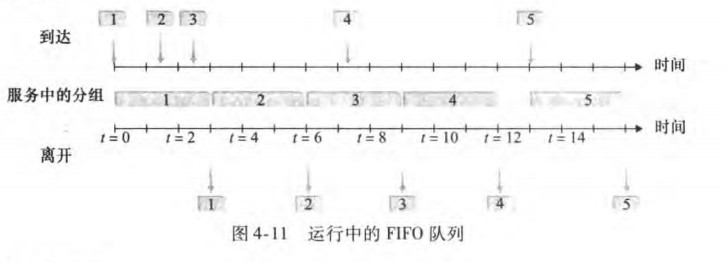 1 2 3 4 5
到达
时间
服务中的分组 1 2 3 4 5
时间
t = 0 t = 2 t = 4 t = 6 t = 8 t = 10 t = 12 t = 14
离开
1 2 3 4 5
图 4-11 运行中的 FIFO 队列